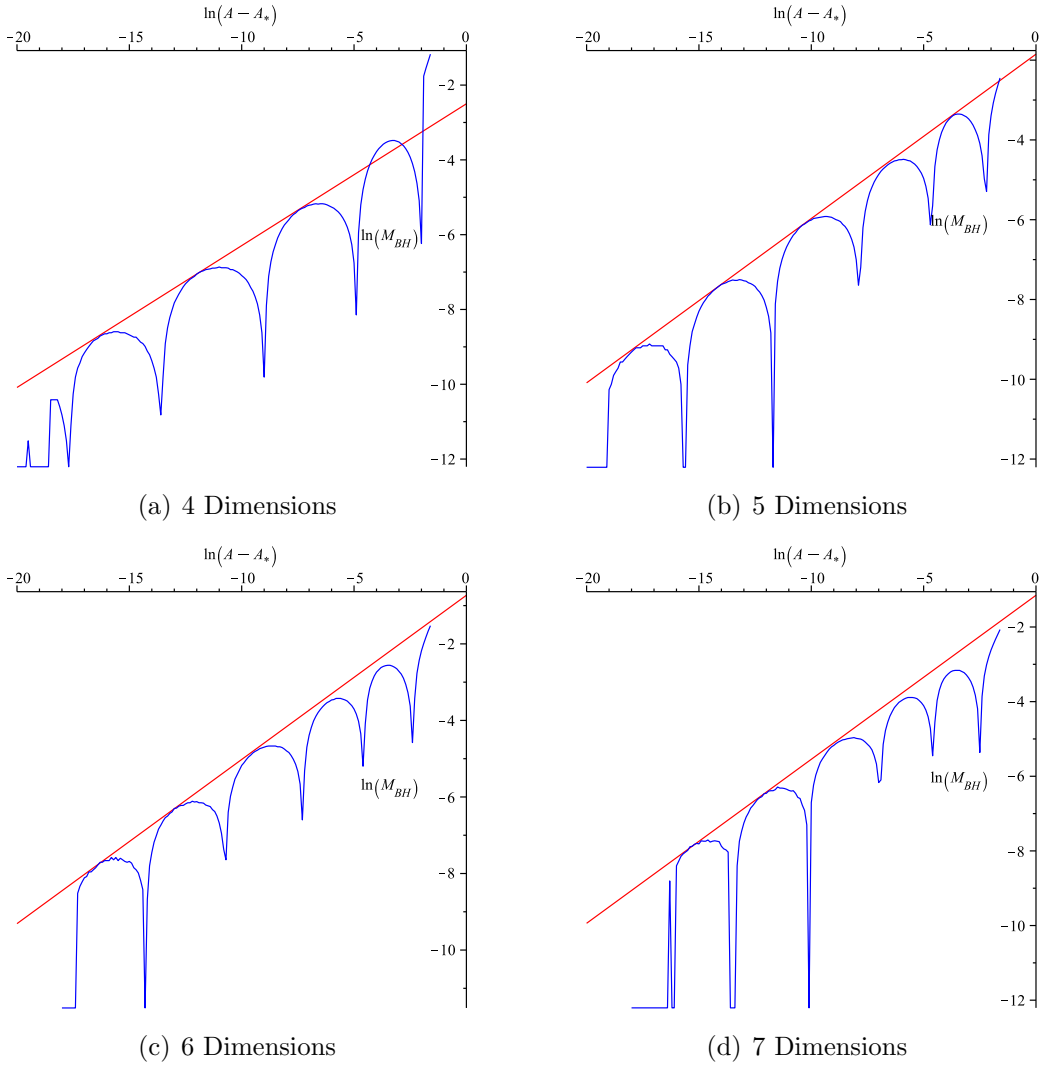 ln(A − A*)
−20 −15 −10 −5 0
−2
−4
ln(M_BH) −6
−8
−10
−12
(a) 4 Dimensions
ln(A − A*)
−20 −15 −10 −5 0
−2
−4
ln(M_BH) −6
−8
−10
−12
(b) 5 Dimensions
ln(A − A*)
−20 −15 −10 −5 0
−2
−4
ln(M_BH)
−6
−8
−10
(c) 6 Dimensions
ln(A − A*)
−20 −15 −10 −5 0
−2
−4
ln(M_BH) −6
−8
−10
−12
(d) 7 Dimensions